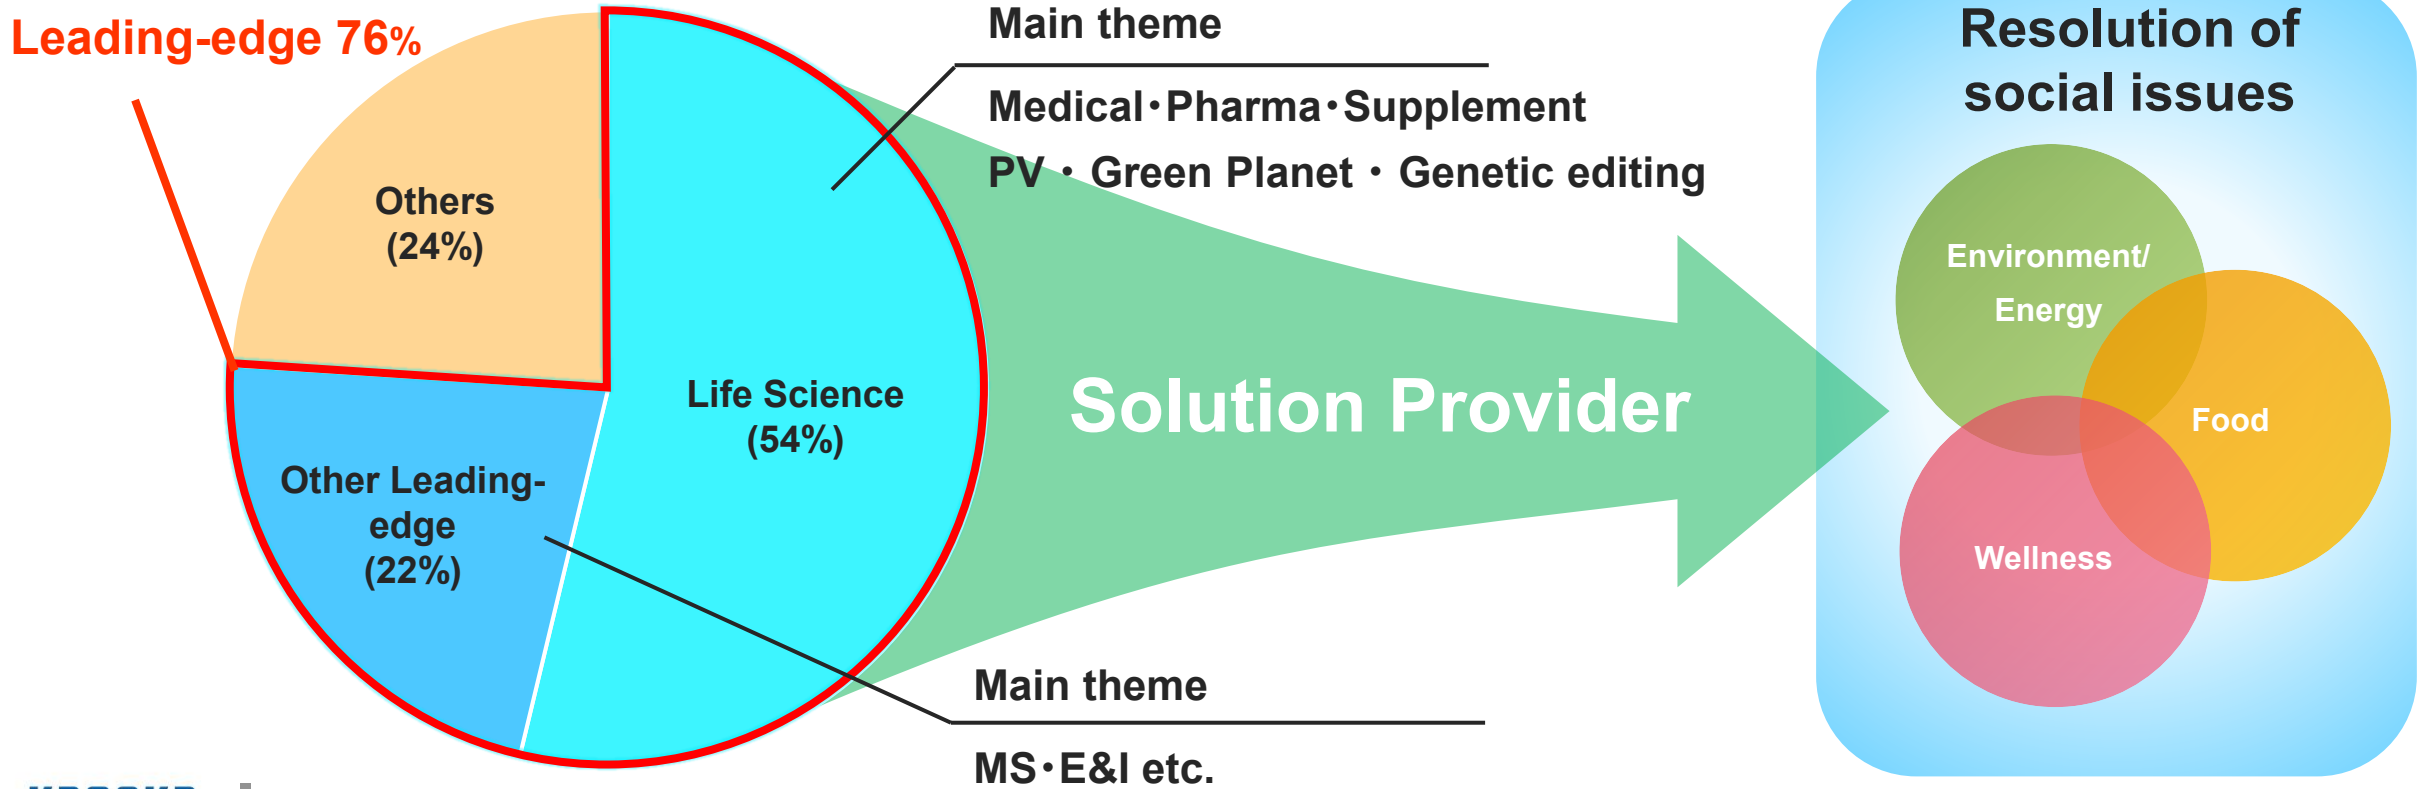 Leading-edge 76%
Others
(24%)
Life Science
(54%)
Other Leading-
edge
(22%)
Main theme
Medical・Pharma・Supplement
PV・Green Planet・Genetic editing
Solution Provider
Main theme
MS・E&I etc.
Resolution of
social issues
Environment/
Energy
Food
Wellness